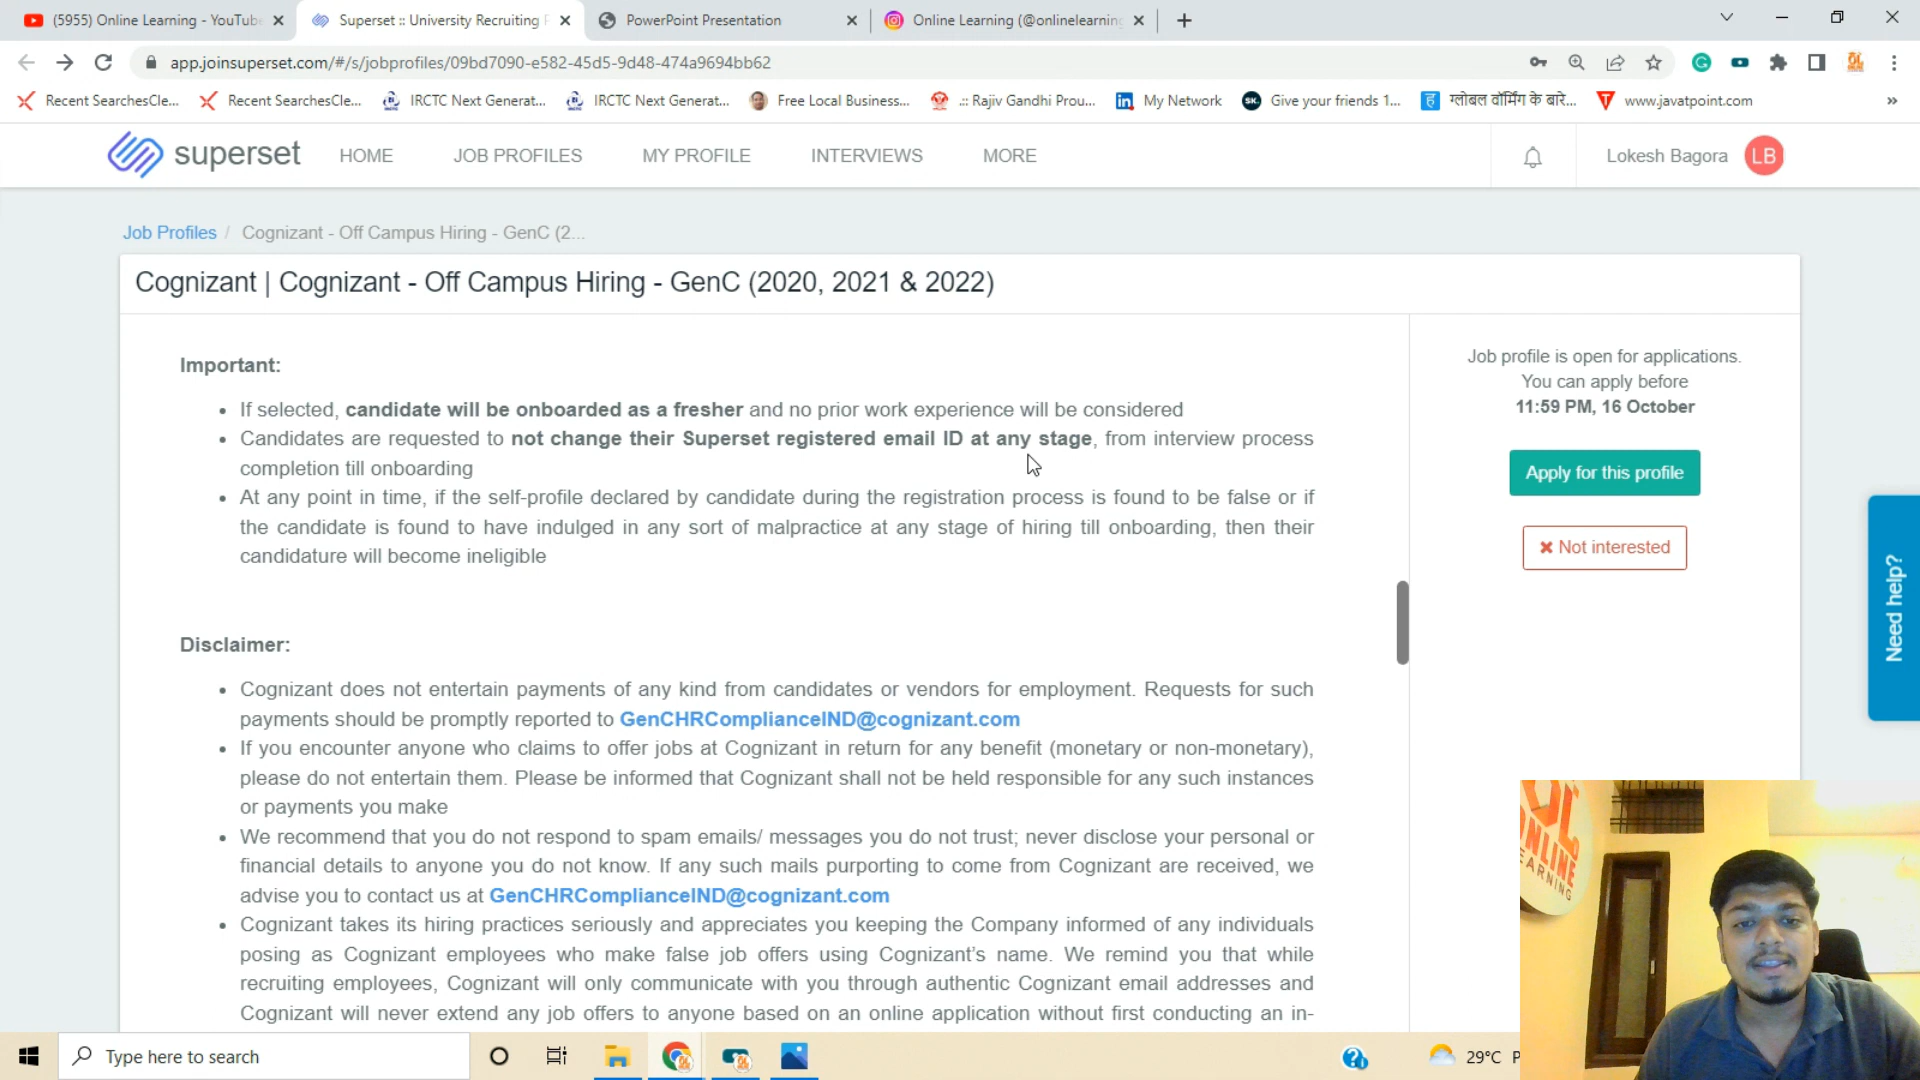 (5955) Online Learning - YouTube
Superset :: University Recruiting P
PowerPoint Presentation
Online Learning (@onlinelearning
app.joinsuperset.com/#/s/jobprofiles/09bd7090-e582-45d5-9d48-474a9694bb62
Recent SearchesCle...
Recent SearchesCle...
IRCTC Next Generat...
IRCTC Next Generat...
Free Local Business...
.:: Rajiv Gandhi Prou...
My Network
Give your friends 1...
ग्लोबल वॉर्मिंग के बारे...
www.javatpoint.com
superset
HOME
JOB PROFILES
MY PROFILE
INTERVIEWS
MORE
Lokesh Bagora
LB
Job Profiles / Cognizant - Off Campus Hiring - GenC (2...
Cognizant | Cognizant - Off Campus Hiring - GenC (2020, 2021 & 2022)
Important:
• If selected, candidate will be onboarded as a fresher and no prior work experience will be considered
• Candidates are requested to not change their Superset registered email ID at any stage, from interview process
completion till onboarding
• At any point in time, if the self-profile declared by candidate during the registration process is found to be false or if
the candidate is found to have indulged in any sort of malpractice at any stage of hiring till onboarding, then their
candidature will become ineligible
Disclaimer:
• Cognizant does not entertain payments of any kind from candidates or vendors for employment. Requests for such
payments should be promptly reported to GenCHRComplianceIND@cognizant.com
• If you encounter anyone who claims to offer jobs at Cognizant in return for any benefit (monetary or non-monetary),
please do not entertain them. Please be informed that Cognizant shall not be held responsible for any such instances
or payments you make
• We recommend that you do not respond to spam emails/ messages you do not trust; never disclose your personal or
financial details to anyone you do not know. If any such mails purporting to come from Cognizant are received, we
advise you to contact us at GenCHRComplianceIND@cognizant.com
• Cognizant takes its hiring practices seriously and appreciates you keeping the Company informed of any individuals
posing as Cognizant employees who make false job offers using Cognizant's name. We remind you that while
recruiting employees, Cognizant will only communicate with you through authentic Cognizant email addresses and
Cognizant will never extend any job offers to anyone based on an online application without first conducting an in-
Job profile is open for applications.
You can apply before
11:59 PM, 16 October
Apply for this profile
Not interested
Need help?
OL
ONLINE
LEARNING
Type here to search
29°C P